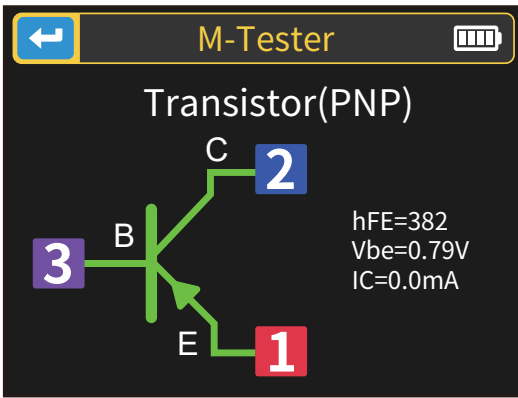 M-Tester
Transistor(PNP)
C
2
hFE=382
B
Vbe=0.79V
3
IC=0.0mA
E
1